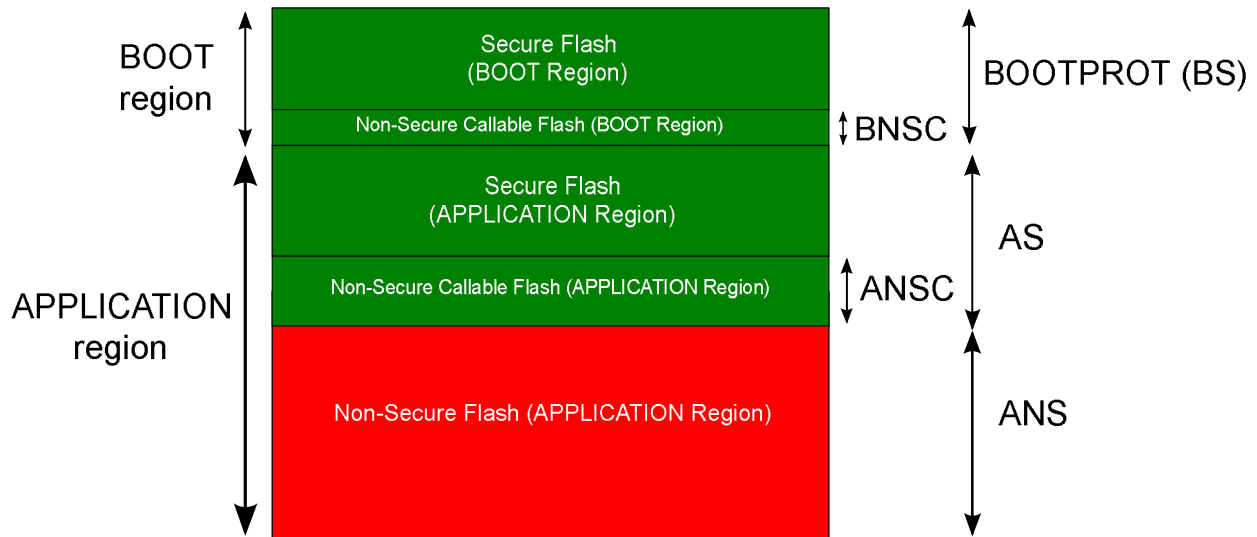 BOOT
region
Secure Flash
(BOOT Region)
BOOTPROT (BS)
Non-Secure Callable Flash (BOOT Region)
BNSC
Secure Flash
(APPLICATION Region)
AS
APPLICATION
region
Non-Secure Callable Flash (APPLICATION Region)
ANSC
Non-Secure Flash (APPLICATION Region)
ANS